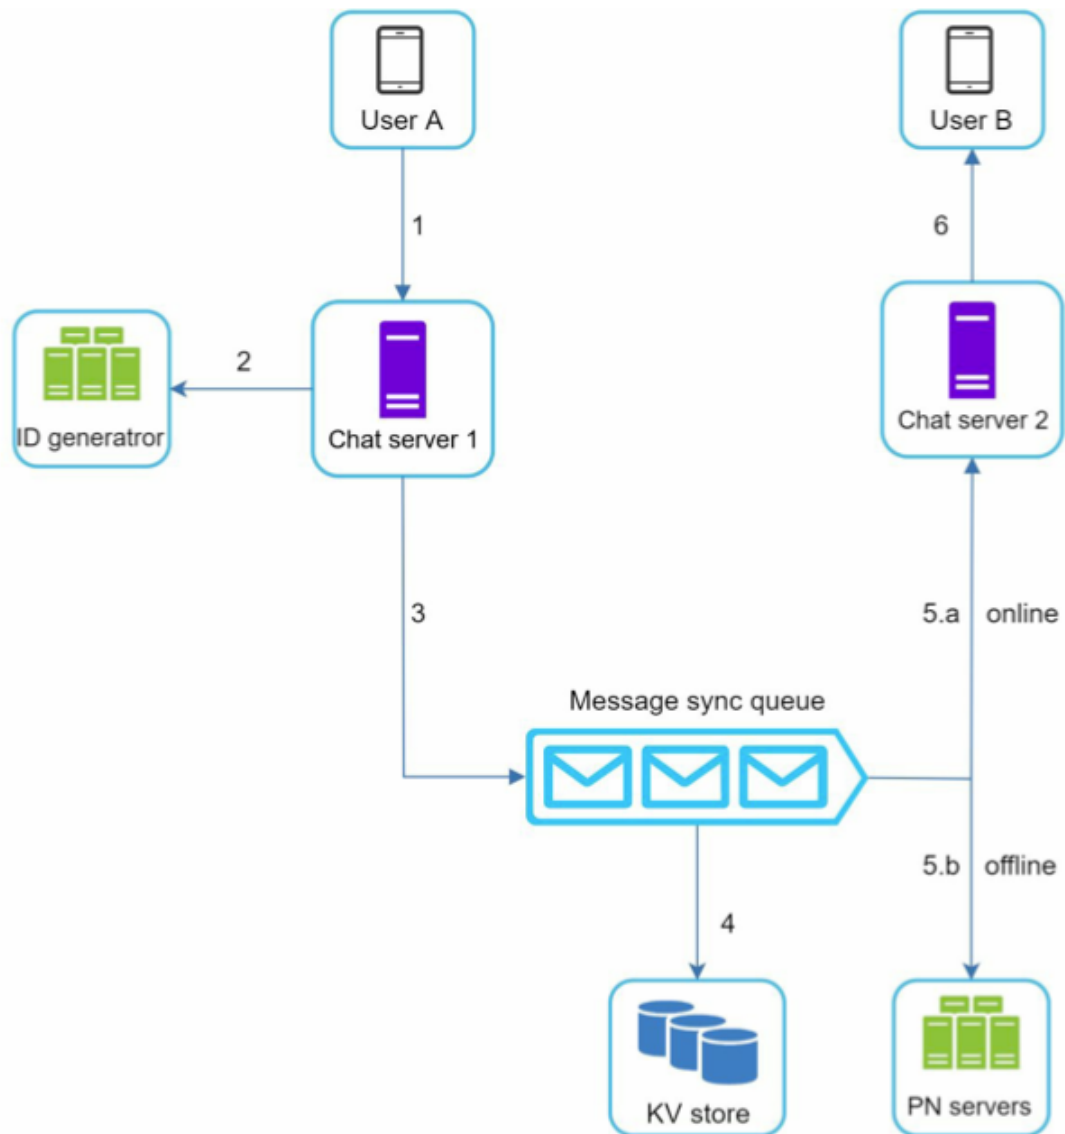 User A
User B
1
6
2
ID generatror
Chat server 1
Chat server 2
3
5.a online
Message sync queue
5.b offline
4
KV store
PN servers